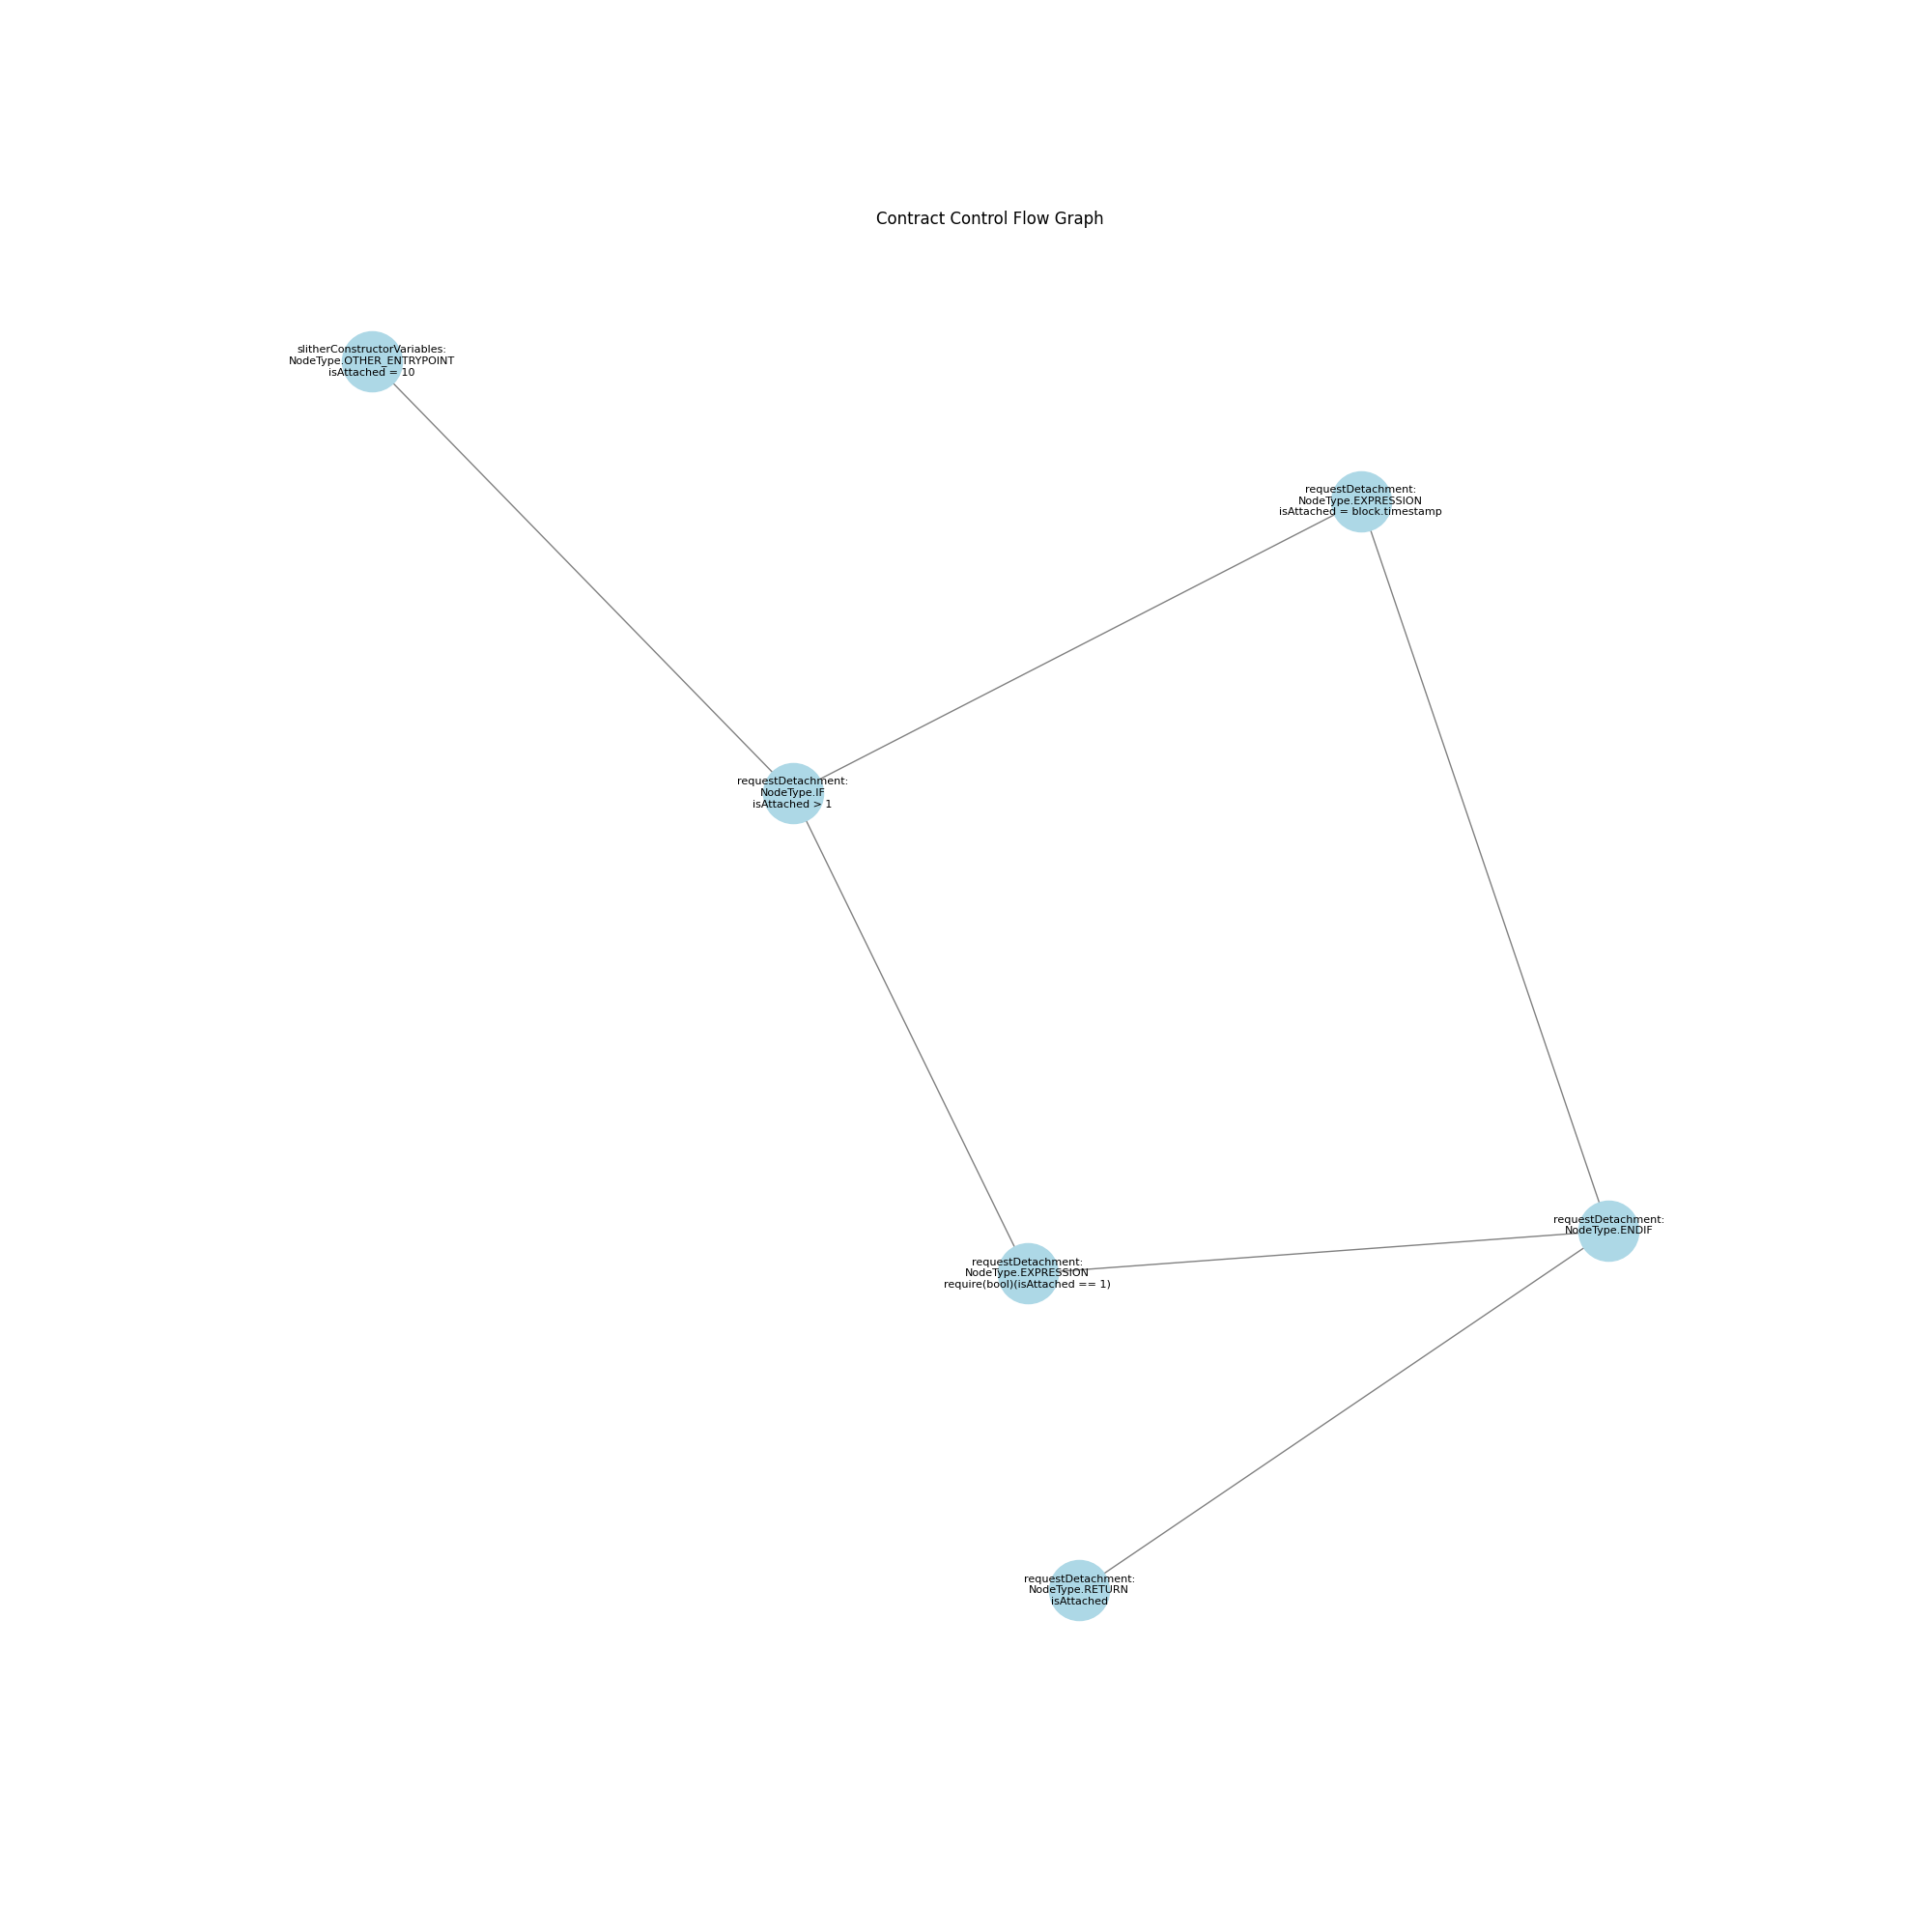 Contract Control Flow Graph
slitherConstructorVariables:
NodeType.OTHER_ENTRYPOINT
isAttached = 10
requestDetachment:
NodeType.EXPRESSION
isAttached = block.timestamp
requestDetachment:
NodeType.IF
isAttached > 1
requestDetachment:
NodeType.ENDIF
requestDetachment:
NodeType.EXPRESSION
require(bool)(isAttached == 1)
requestDetachment:
NodeType.RETURN
isAttached